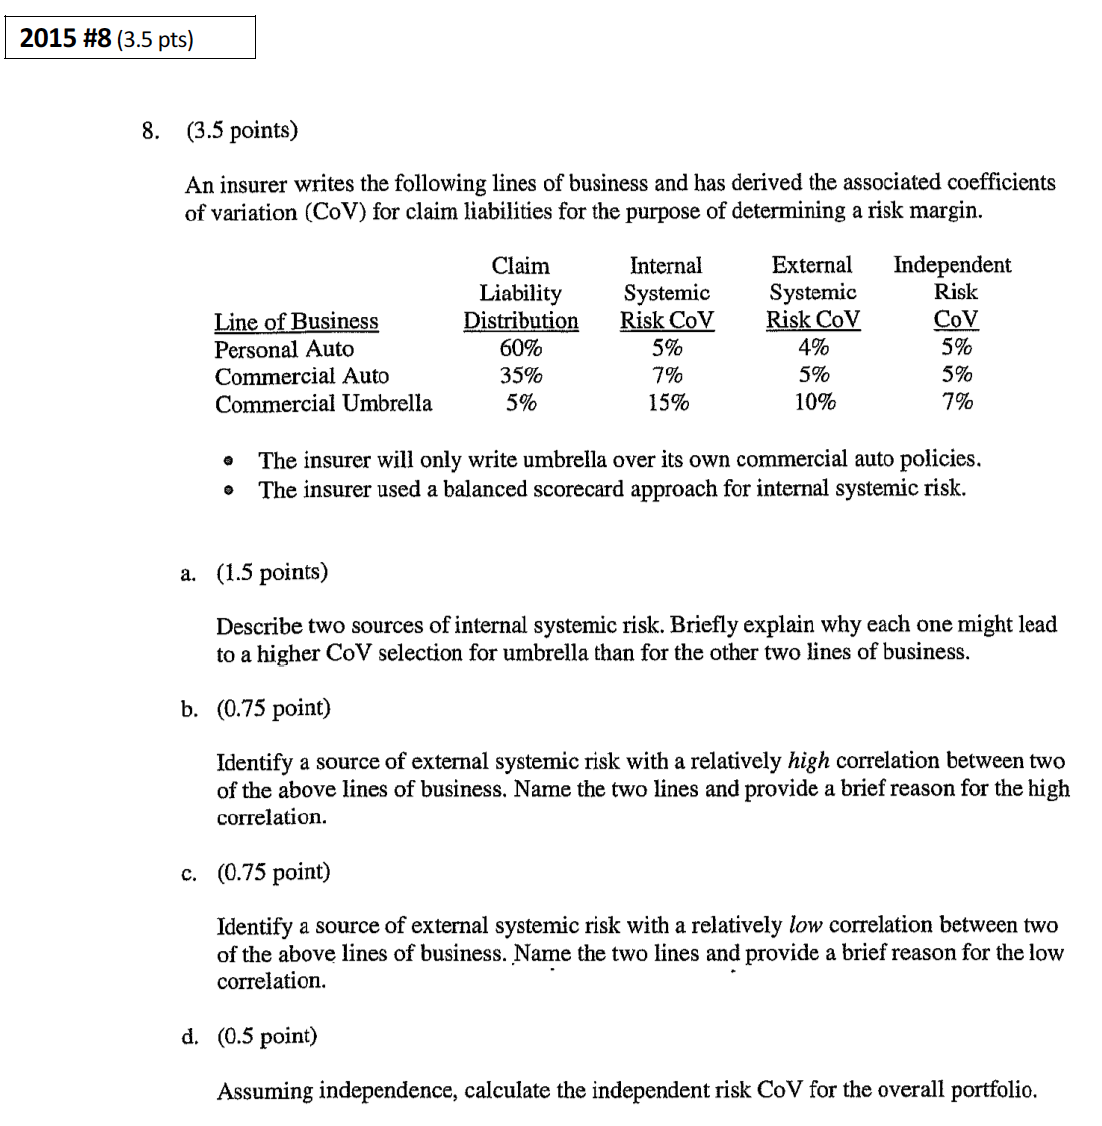 2015 #8 (3.5 pts)
8. (3.5 points)
An insurer writes the following lines of business and has derived the associated coefficients
of variation (CoV) for claim liabilities for the purpose of determining a risk margin.
Claim Internal External Independent
Liability Systemic Systemic Risk
Line of Business Distribution Risk CoV Risk CoV CoV
Personal Auto 60% 5% 4% 5%
Commercial Auto 35% 7% 5% 5%
Commercial Umbrella 5% 15% 10% 7%
• The insurer will only write umbrella over its own commercial auto policies.
• The insurer used a balanced scorecard approach for internal systemic risk.
a. (1.5 points)
Describe two sources of internal systemic risk. Briefly explain why each one might lead
to a higher CoV selection for umbrella than for the other two lines of business.
b. (0.75 point)
Identify a source of external systemic risk with a relatively high correlation between two
of the above lines of business. Name the two lines and provide a brief reason for the high
correlation.
c. (0.75 point)
Identify a source of external systemic risk with a relatively low correlation between two
of the above lines of business. Name the two lines and provide a brief reason for the low
correlation.
d. (0.5 point)
Assuming independence, calculate the independent risk CoV for the overall portfolio.